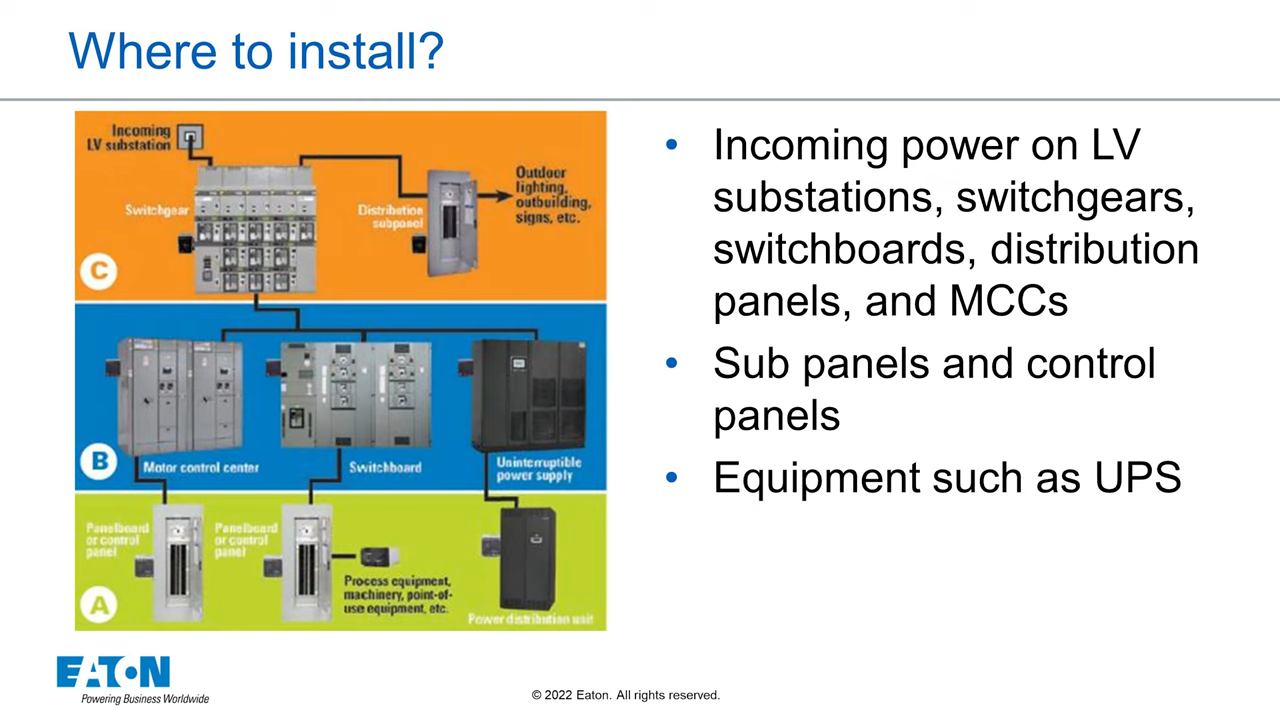 Where to install?
Incoming
LV substation
Switchgear
Distribution
subpanel
Outdoor
lighting,
outbuilding,
signs, etc.
C
B
Motor control center
Switchboard
Uninterruptible
power supply
Panelboard
or control
panel
Panelboard
or control
panel
Process equipment,
machinery, point-of-
use equipment, etc.
A
Power distribution unit
• Incoming power on LV
substations, switchgears,
switchboards, distribution
panels, and MCCs
• Sub panels and control
panels
• Equipment such as UPS
EATON
Powering Business Worldwide
© 2022 Eaton. All rights reserved.